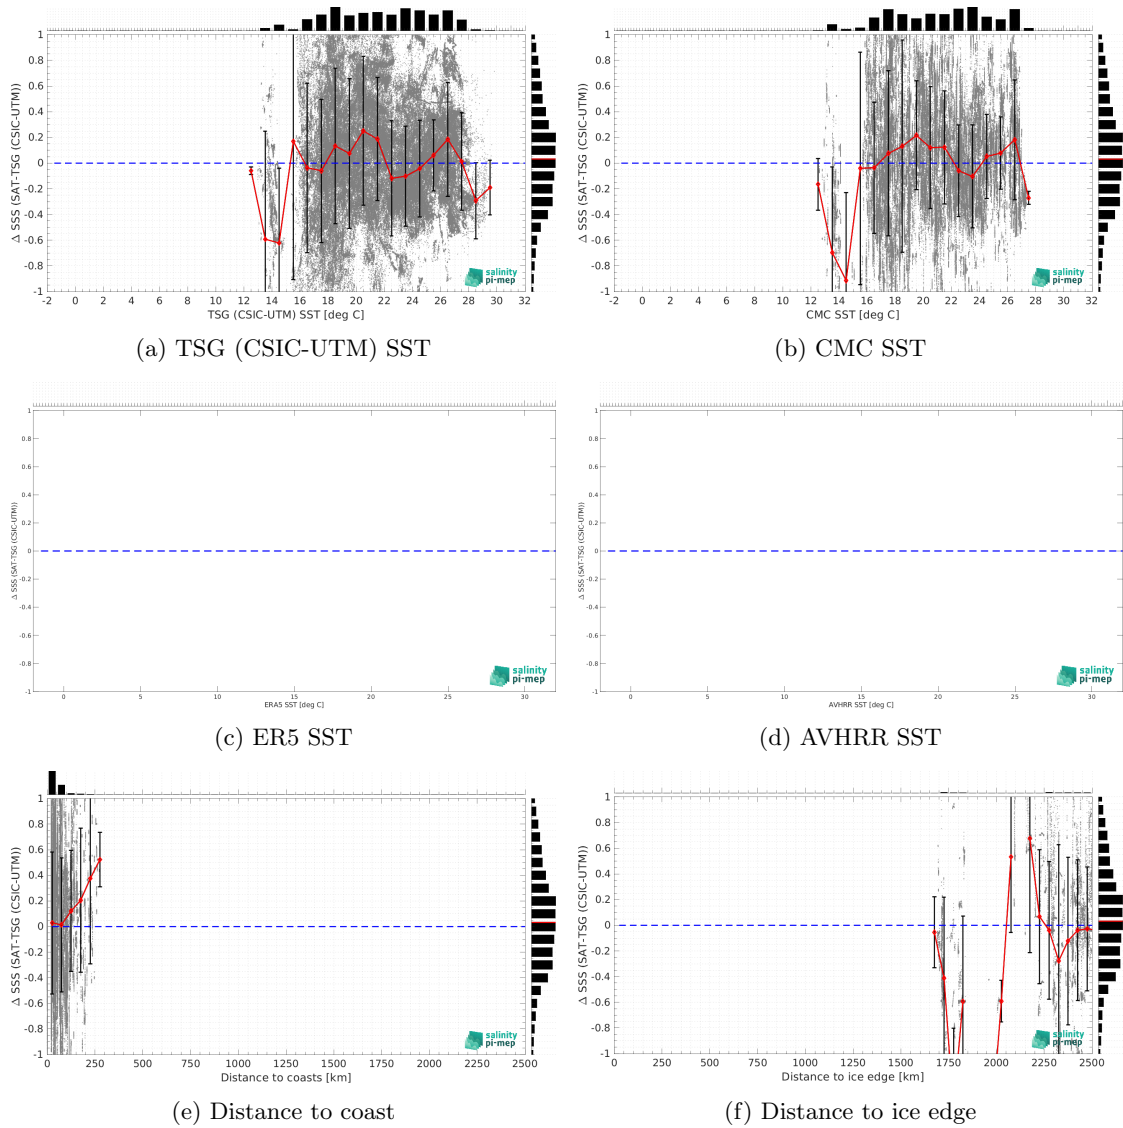 1
0.8
0.6
0.4
0.2
0
-0.2
-0.4
-0.6
-0.8
-1
Δ SSS (SAT-TSG (CSIC-UTM))
-2 0 2 4 6 8 10 12 14 16 18 20 22 24 26 28 30 32
TSG (CSIC-UTM) SST [deg C]
salinity
pi-mep
(a) TSG (CSIC-UTM) SST
1
0.8
0.6
0.4
0.2
0
-0.2
-0.4
-0.6
-0.8
-1
Δ SSS (SAT-TSG (CSIC-UTM))
-2 0 2 4 6 8 10 12 14 16 18 20 22 24 26 28 30 32
CMC SST [deg C]
salinity
pi-mep
(b) CMC SST
1
0.8
0.6
0.4
0.2
0
-0.2
-0.4
-0.6
-0.8
-1
Δ SSS (SAT-TSG (CSIC-UTM))
0 5 10 15 20 25 30
ERA5 SST [deg C]
salinity
pi-mep
(c) ER5 SST
1
0.8
0.6
0.4
0.2
0
-0.2
-0.4
-0.6
-0.8
-1
Δ SSS (SAT-TSG (CSIC-UTM))
0 5 10 15 20 25 30
AVHRR SST [deg C]
salinity
pi-mep
(d) AVHRR SST
1
0.8
0.6
0.4
0.2
0
-0.2
-0.4
-0.6
-0.8
-1
Δ SSS (SAT-TSG (CSIC-UTM))
0 250 500 750 1000 1250 1500 1750 2000 2250 2500
Distance to coasts [km]
salinity
pi-mep
(e) Distance to coast
1
0.8
0.6
0.4
0.2
0
-0.2
-0.4
-0.6
-0.8
-1
Δ SSS (SAT-TSG (CSIC-UTM))
0 250 500 750 1000 1250 1500 1750 2000 2250 2500
Distance to ice edge [km]
salinity
pi-mep
(f) Distance to ice edge